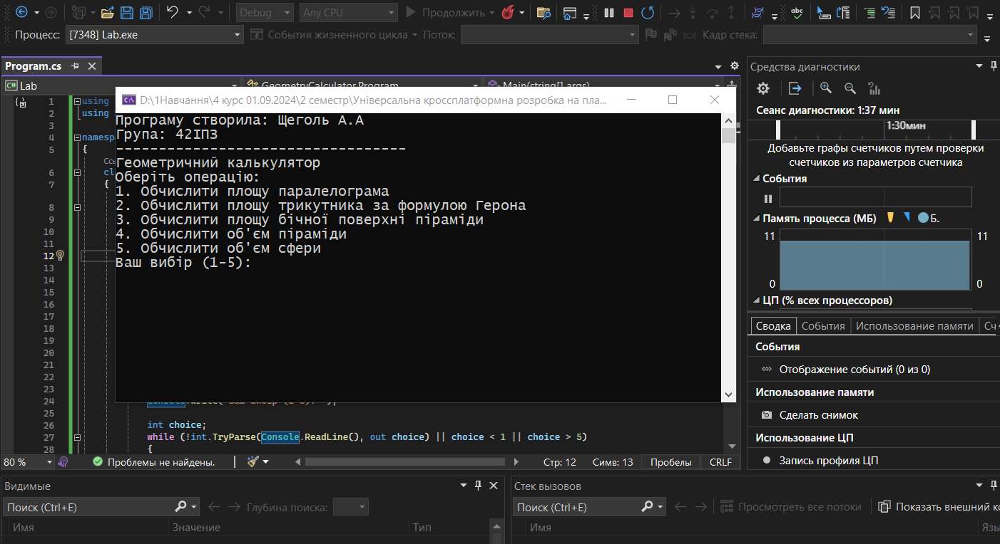 Debug
Any CPU
Продолжить
Процесс:
[7348] Lab.exe
События жизненного цикла
Поток:
Кадр стека:
Program.cs
Lab
GeometryCalculator.Program
Main(string[] args)
D:\1Навчання\4 курс 01.09.2024\2 семестр\Універсальна кроссплатформна розробка на пла...
Програму створила: Щеголь А.А
Група: 42ІПЗ
-----------------------------------
Геометричний калькулятор
Оберіть операцію:
1. Обчислити площу паралелограма
2. Обчислити площу трикутника за формулою Герона
3. Обчислити площу бічної поверхні піраміди
4. Обчислити об'єм піраміди
5. Обчислити об'єм сфери
Ваш вибір (1-5):
1 using
2 using
3
4 namesp
5 {
Ссы
6 cl
7 {
8
9
10
11
12
13
14
15
16
17
18
19
20
21
22
23
24
25
26 int choice;
27 while (!int.TryParse(Console.ReadLine(), out choice) || choice < 1 || choice > 5)
28 {
80 %
Проблемы не найдены.
Стр: 12
Симв: 13
Пробелы
CRLF
Средства диагностики
Сеанс диагностики: 1:37 мин
1:30мин
Добавьте графы счетчиков путем проверки
счетчиков из параметров счетчика
События
Память процесса (МБ)
Б..
11
11
0
0
ЦП (% всех процессоров)
Сводка
События
Использование памяти
Сч
События
Отображение событий (0 из 0)
Использование памяти
Сделать снимок
Использование ЦП
Запись профиля ЦП
Видимые
Поиск (Ctrl+E)
Глубина поиска:
Имя
Значение
Тип
Стек вызовов
Поиск (Ctrl+E)
Просмотреть все потоки
Показать внешний ко
Имя
Язы